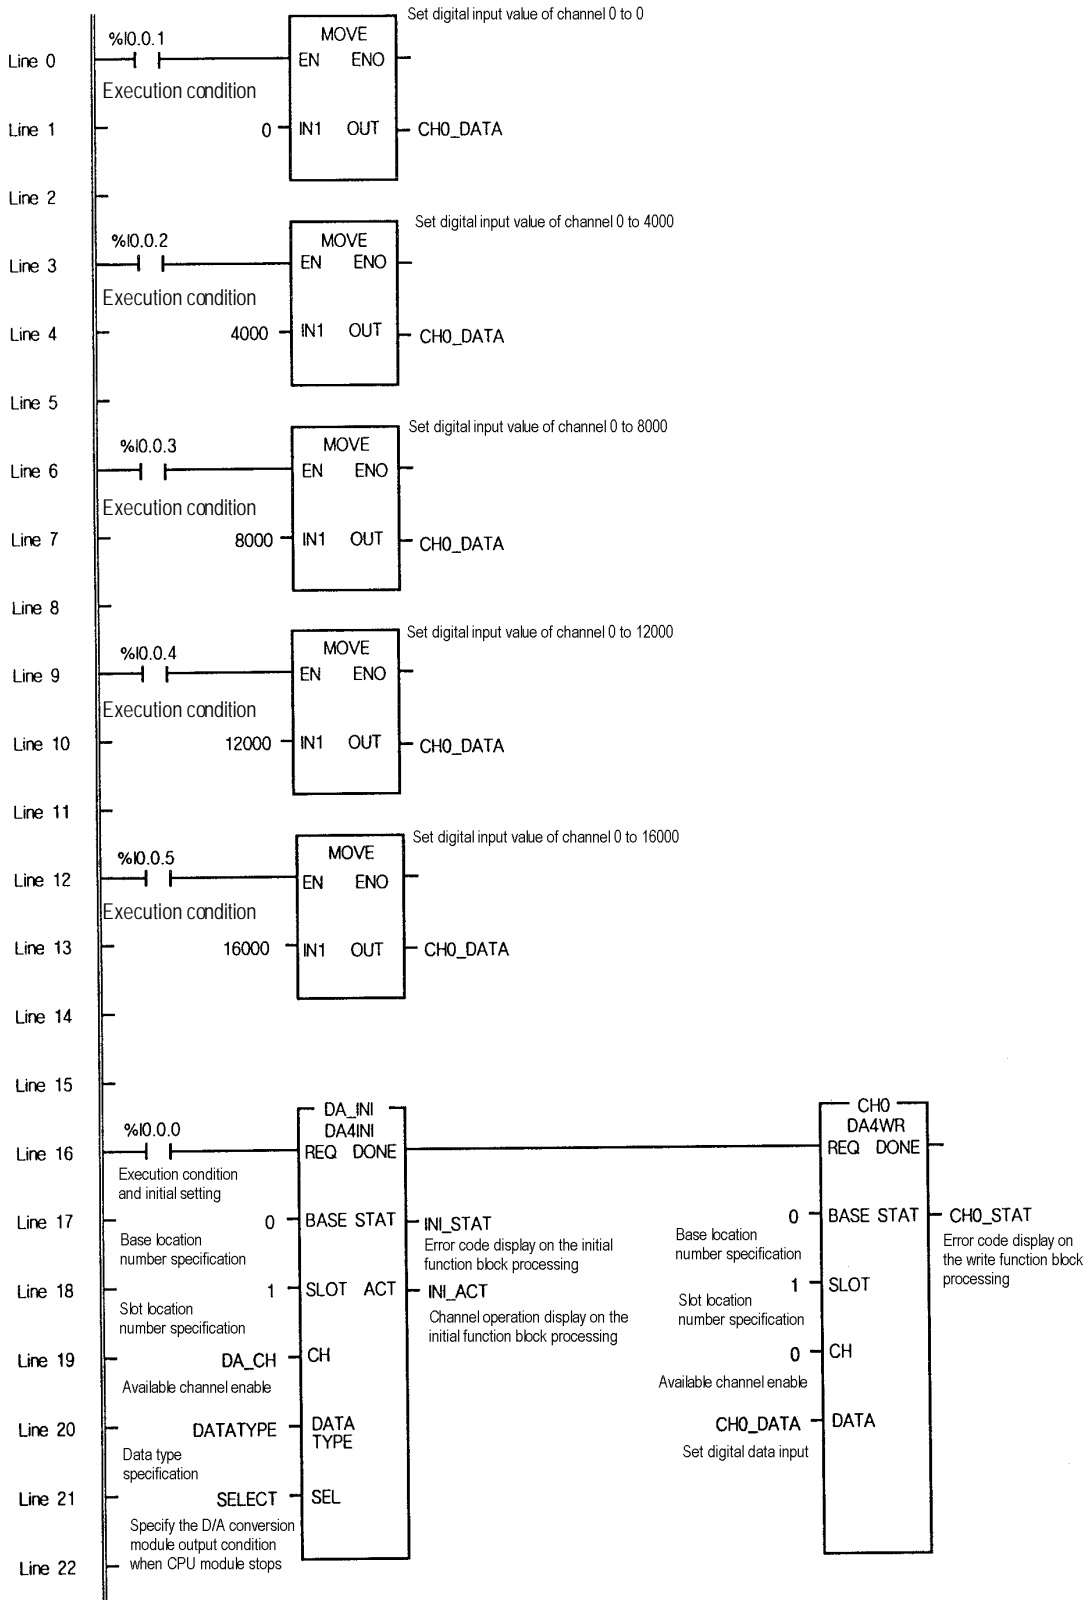 Set digital input value of channel 0 to 0
%I0.0.1
MOVE
Line 0
EN ENO
Execution condition
Line 1
0
IN1 OUT
CH0_DATA
Line 2
Set digital input value of channel 0 to 4000
%I0.0.2
MOVE
Line 3
EN ENO
Execution condition
Line 4
4000
IN1 OUT
CH0_DATA
Line 5
Set digital input value of channel 0 to 8000
%I0.0.3
MOVE
Line 6
EN ENO
Execution condition
Line 7
8000
IN1 OUT
CH0_DATA
Line 8
Set digital input value of channel 0 to 12000
%I0.0.4
MOVE
Line 9
EN ENO
Execution condition
Line 10
12000
IN1 OUT
CH0_DATA
Line 11
Set digital input value of channel 0 to 16000
%I0.0.5
MOVE
Line 12
EN ENO
Execution condition
Line 13
16000
IN1 OUT
CH0_DATA
Line 14
Line 15
DA_INI
CH0
%I0.0.0
DA4INI
DA4WR
Line 16
REQ DONE
REQ DONE
Execution condition
and initial setting
Line 17
0
BASE STAT
INI_STAT
0
BASE STAT
CH0_STAT
Base location
number specification
Error code display on the initial
function block processing
Base location
number specification
Error code display on
the write function block
processing
Line 18
1
SLOT ACT
INI_ACT
1
SLOT
Slot location
number specification
Channel operation display on the
initial function block processing
Slot location
number specification
Line 19
DA_CH
CH
0
CH
Available channel enable
Available channel enable
Line 20
DATATYPE
DATA
TYPE
CH0_DATA
DATA
Data type
specification
Set digital data input
Line 21
SELECT
SEL
Specify the D/A conversion
module output condition
when CPU module stops
Line 22